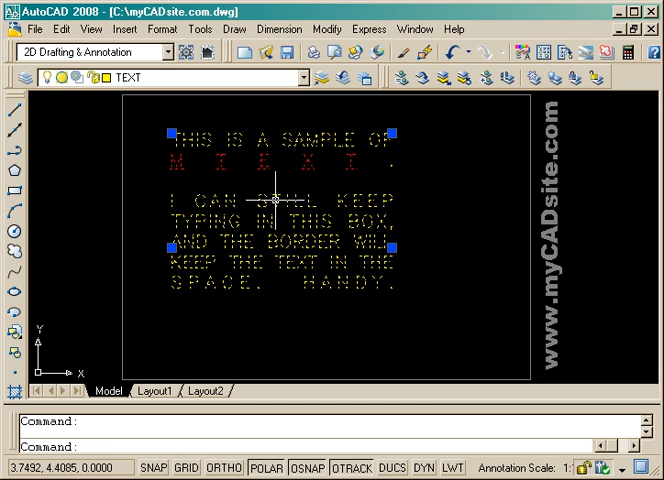 AutoCAD 2008 - [C:\myCADsite.com.dwg]
File Edit View Insert Format Tools Draw Dimension Modify Express Window Help
2D Drafting & Annotation
TEXT
THIS IS A SAMPLE OF
M I E X I .
I CAN STILL KEEP
TYPING IN THIS BOX,
AND THE BORDER WILL
KEEP THE TEXT IN THE
SPACE. HANDY.
www.myCADsite.com
Y
X
Model Layout1 Layout2
Command:
Command:
3.7492, 4.4085, 0.0000 SNAP GRID ORTHO POLAR OSNAP OTRACK DUCS DYN LWT Annotation Scale: 1: